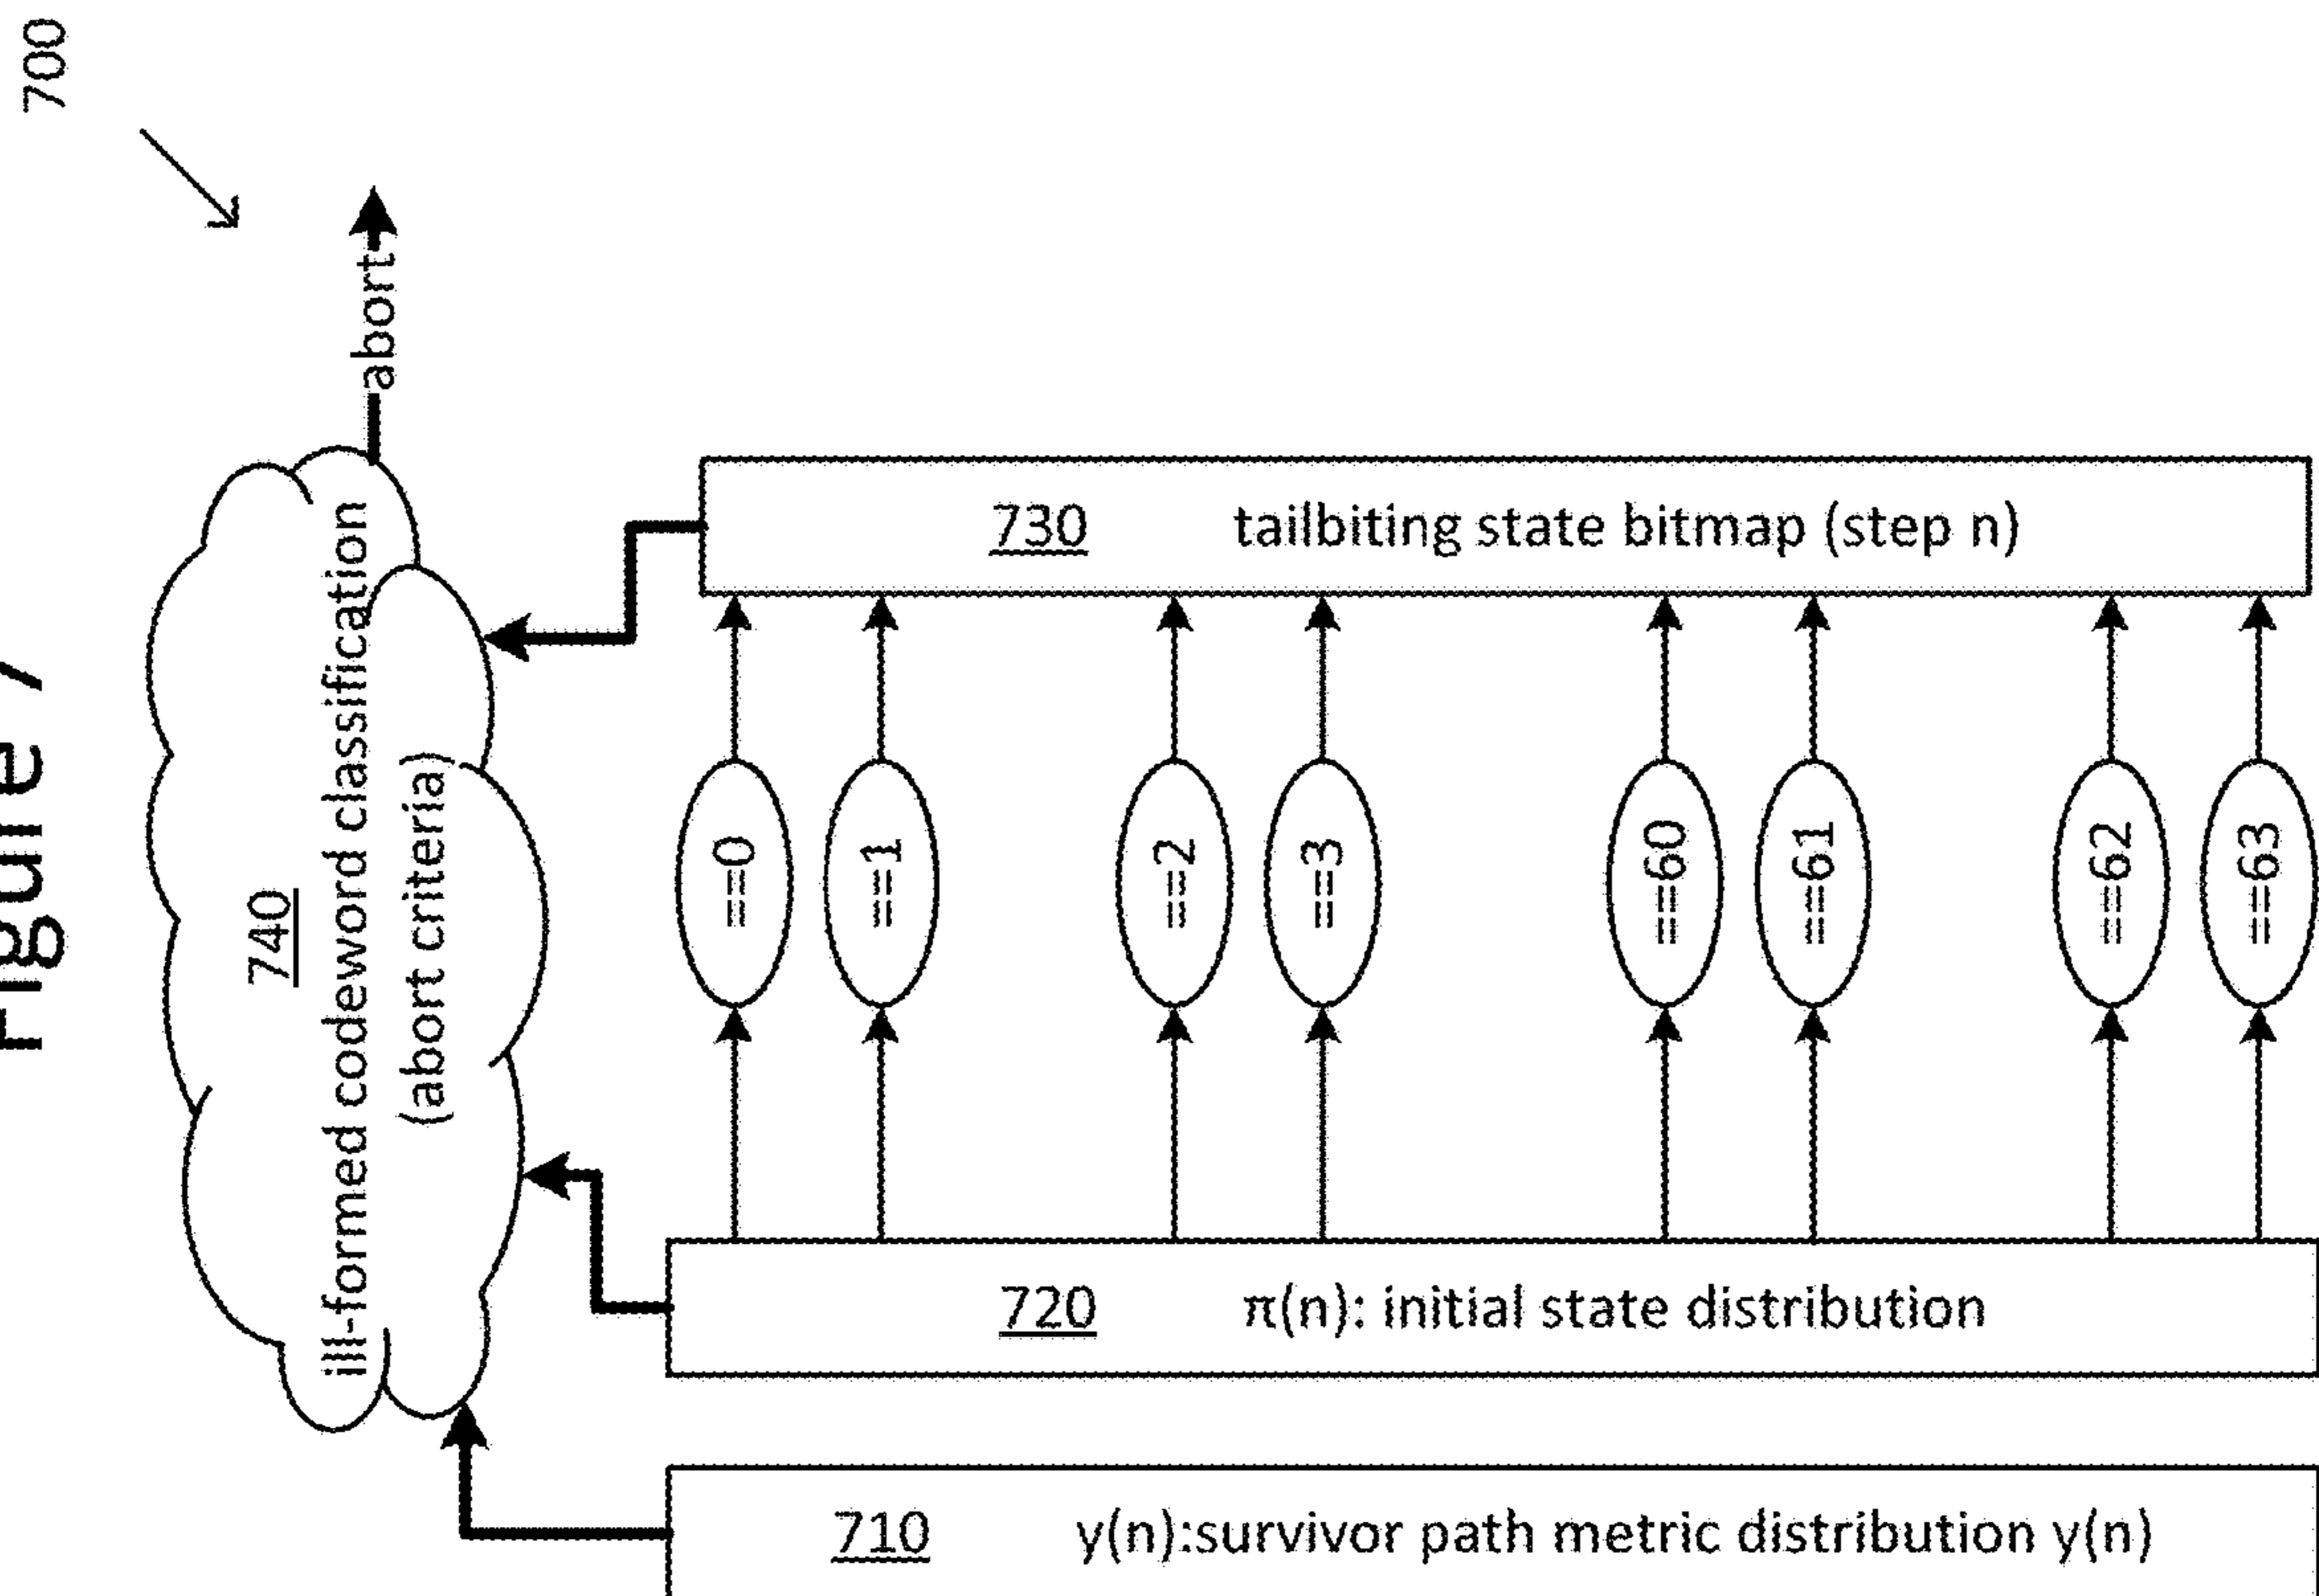 Figure 7
700
740
ill-formed codeword classification
(abort criteria)
abort
730 tailbiting state bitmap (step n)
==0
==1
==2
==3
==60
==61
==62
==63
720 π(n): initial state distribution
710 y(n):survivor path metric distribution y(n)